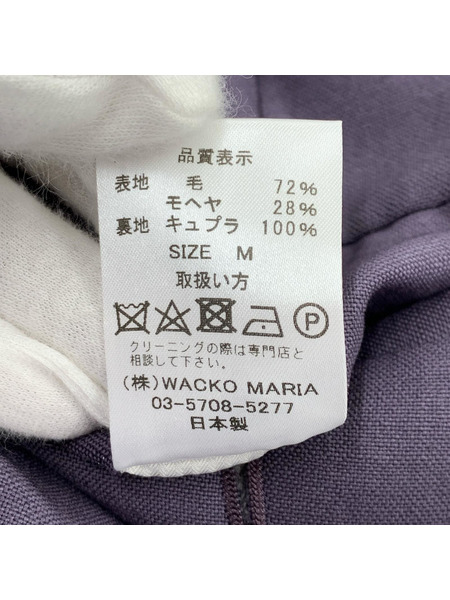 品質表示
表地 毛 72%
モヘヤ 28%
裏地 キュプラ 100%
SIZE M
取扱い方
P
クリーニングの際は専門店と
相談して下さい。
(株)WACKO MARIA
03-5708-5277
日本製